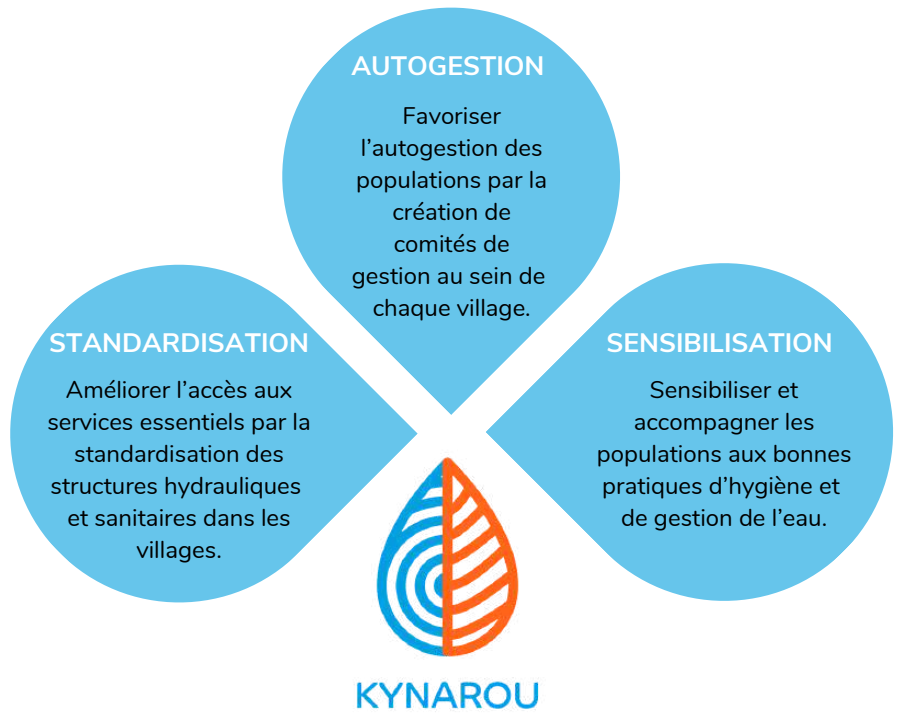 AUTOGESTION
Favoriser
l’autogestion des
populations par la
création de
comités de
gestion au sein de
chaque village.
STANDARDISATION
Améliorer l’accès aux
services essentiels par la
standardisation des
structures hydrauliques
et sanitaires dans les
villages.
SENSIBILISATION
Sensibiliser et
accompagner les
populations aux bonnes
pratiques d’hygiène et
de gestion de l’eau.
KYNAROU